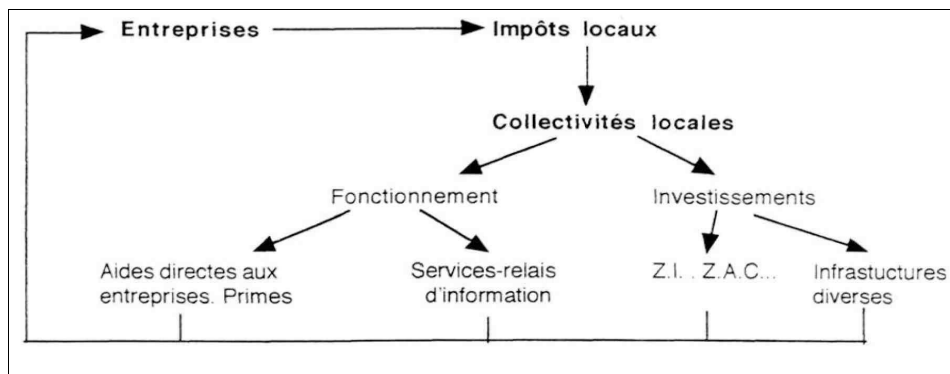 Entreprises
Impôts locaux
Collectivités locales
Fonctionnement
Investissements
Aides directes aux
entreprises. Primes
Services-relais
d'information
Z.I. . Z.A.C...
Infrastuctures
diverses